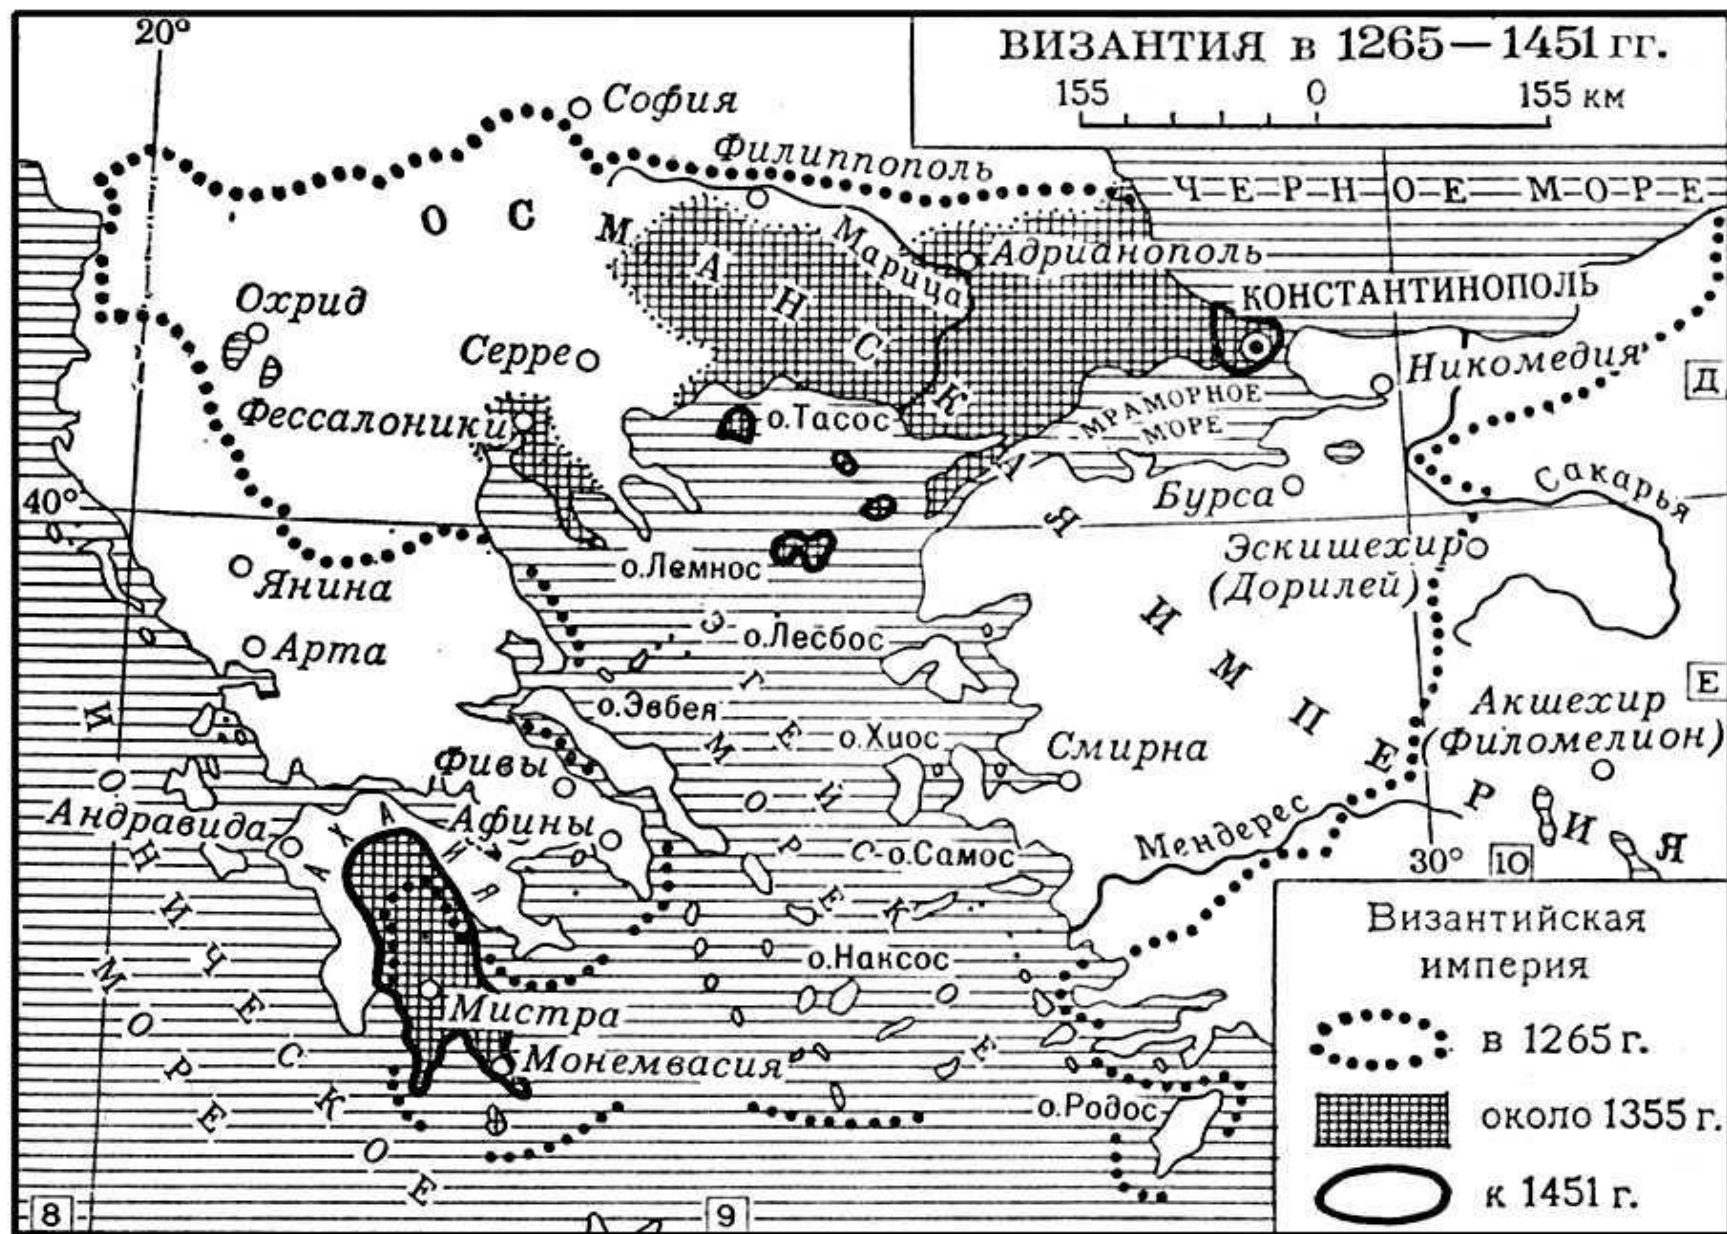 ВИЗАНТИЯ в 1265—1451 гг.
155 0 155 км
20°
София
Филиппополь
ЧЕРНОЕ МОРЕ
ОСМАНСКАЯ ИМПЕРИЯ
Марица
Адрианополь
КОНСТАНТИНОПОЛЬ
Охрид
Серре
Никомедия
Д
Фессалоники
о.Тасос
МРАМОРНОЕ
МОРЕ
40°
Бурса
Сакарья
Янина
о.Лемнос
Эскишехир
(Дорилей)
Арта
о.Лесбос
ЭГЕЙСКОЕ
МОРЕ
Е
о.Эвбея
о.Хиос
Смирна
Акшехир
(Филомелион)
Фивы
Андравида
АХАЙЯ
Афины
о.Самос
Мендерес
30°
10
ИОНИЧЕСКОЕ
МОРЕ
о.Наксос
Мистра
Монемвасия
о.Родос
8
9
Византийская
империя
в 1265 г.
около 1355 г.
к 1451 г.